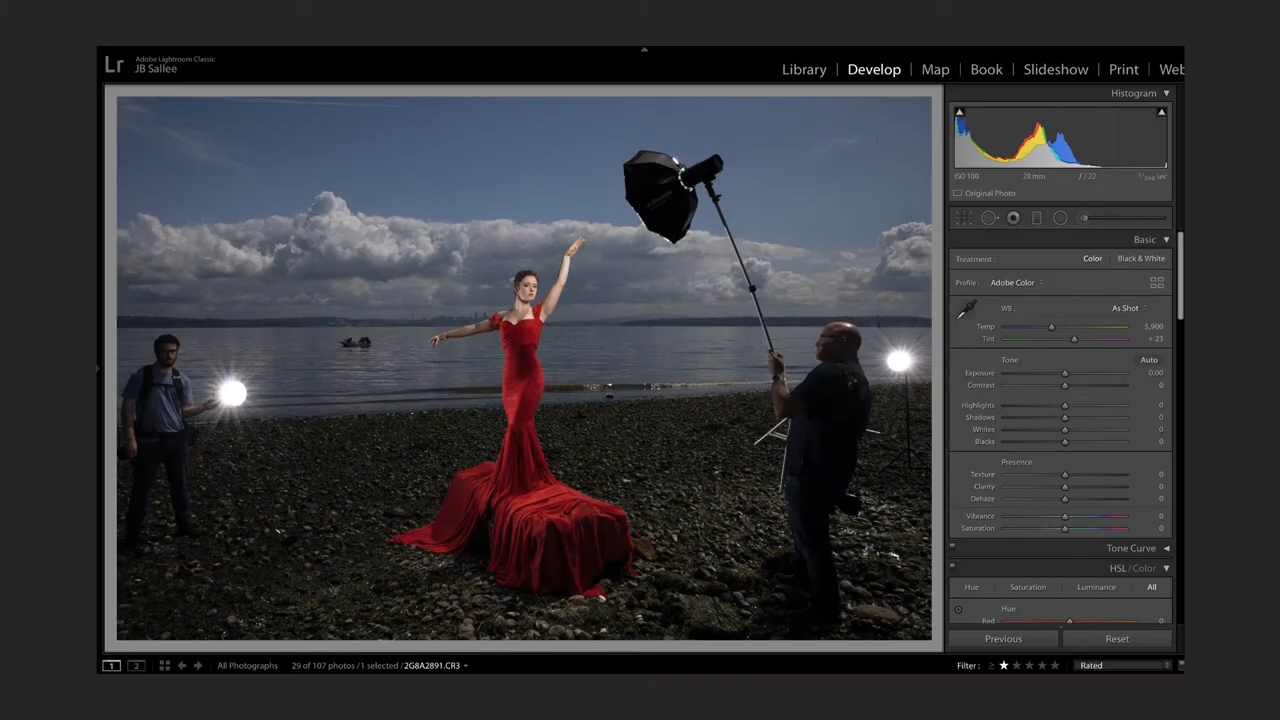 Lr
Adobe Lightroom Classic
JB Sallee
Library | Develop | Map | Book | Slideshow | Print | Web
Histogram
ISO 100 28 mm ƒ / 22 1/200 sec
Original Photo
Basic
Treatment : Color Black & White
Profile : Adobe Color
WB : As Shot
Temp 5,900
Tint + 23
Tone Auto
Exposure 0.00
Contrast 0
Highlights 0
Shadows 0
Whites 0
Blacks 0
Presence
Texture 0
Clarity 0
Dehaze 0
Vibrance 0
Saturation 0
Tone Curve
HSL / Color
Hue Saturation Luminance All
Hue
Red 0
Previous Reset
1 2 All Photographs 29 of 107 photos / 1 selected / 2G8A2891.CR3 Filter : ≥ Rated